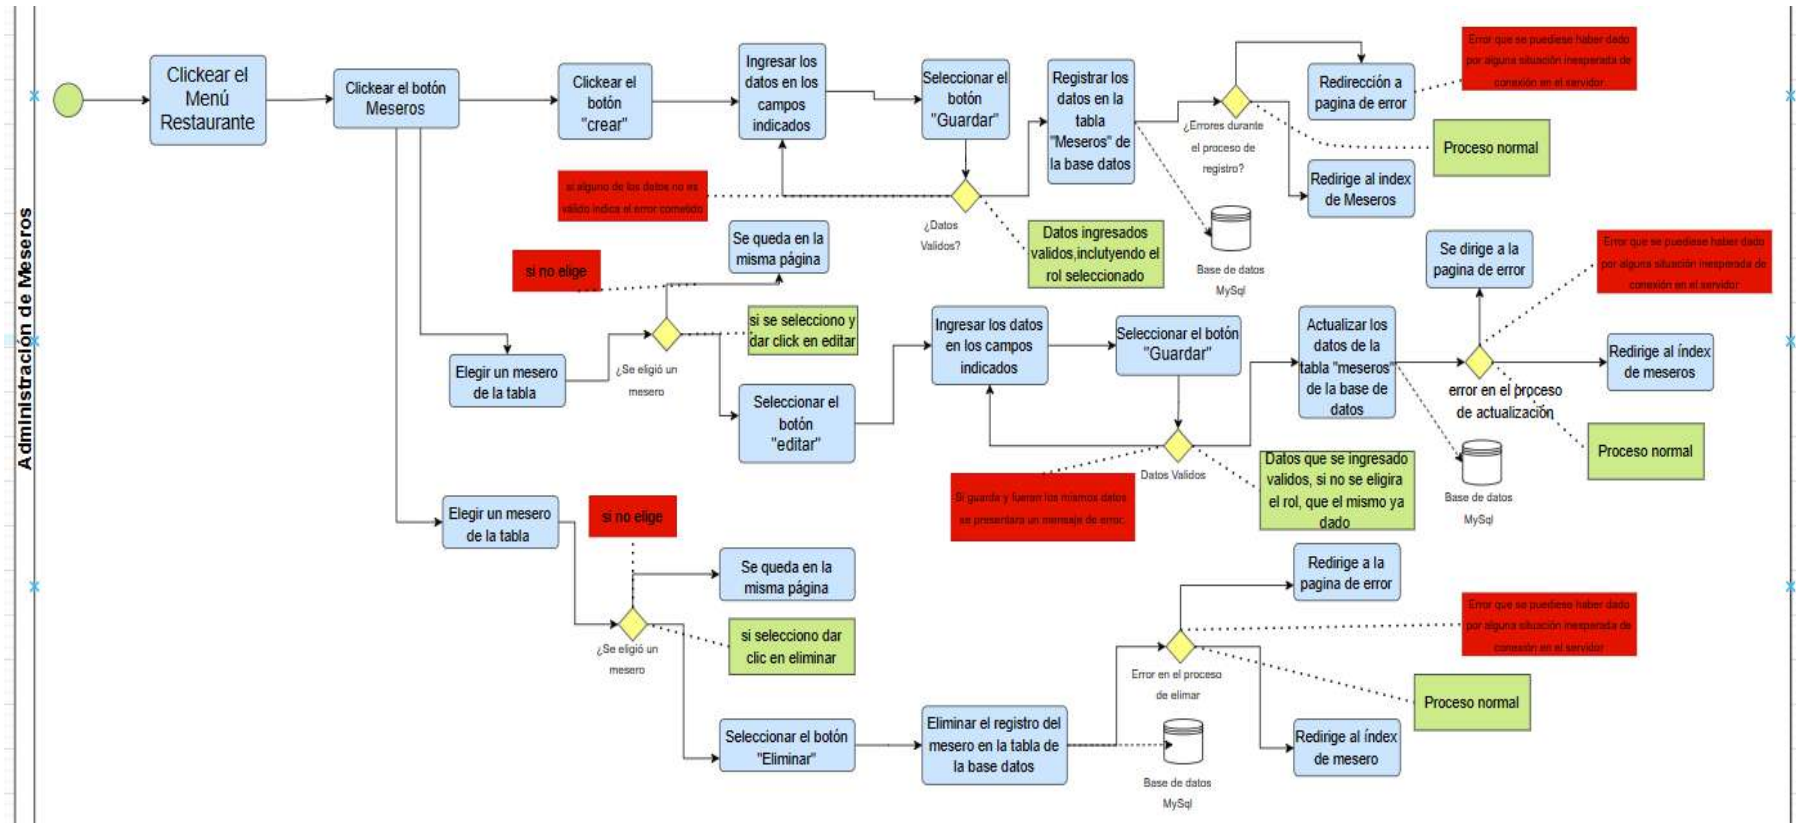 Administración de Meseros
Clickear el
Menú
Restaurante
Clickear el botón
Meseros
Clickear el
botón
"crear"
Ingresar los
datos en los
campos
indicados
Seleccionar el
botón
"Guardar"
¿Datos
Validos?
si alguno de los datos no es
válido indica el error cometido
Datos ingresados
validos,inclutyendo el
rol seleccionado
Registrar los
datos en la
tabla
"Meseros" de
la base datos
Base de datos
MySql
¿Errores durante
el proceso de
registro?
Redirección a
pagina de error
Error que se puediese haber dado
por alguna situación inesperada de
conexión en el servidor
Proceso normal
Redirige al index
de Meseros
Elegir un mesero
de la tabla
¿Se eligió un
mesero
si no elige
Se queda en la
misma página
si se selecciono y
dar click en editar
Seleccionar el
botón
"editar"
Ingresar los datos
en los campos
indicados
Seleccionar el botón
"Guardar"
Datos Validos
Si guarda y fueran los mismos datos
se presentara un mensaje de error.
Datos que se ingresado
validos, si no se eligira
el rol, que el mismo ya
dado
Actualizar los
datos de la
tabla "meseros"
de la base de
datos
Base de datos
MySql
error en el proceso
de actualización
Se dirige a la
pagina de error
Error que se puediese haber dado
por alguna situación inesperada de
conexión en el servidor
Redirige al índex
de meseros
Proceso normal
Elegir un mesero
de la tabla
¿Se eligió un
mesero
si no elige
Se queda en la
misma página
si selecciono dar
clic en eliminar
Seleccionar el botón
"Eliminar"
Eliminar el registro del
mesero en la tabla de
la base datos
Base de datos
MySql
Error en el proceso
de elimar
Redirige a la
pagina de error
Error que se puediese haber dado
por alguna situación inesperada de
conexión en el servidor
Proceso normal
Redirige al índex
de mesero